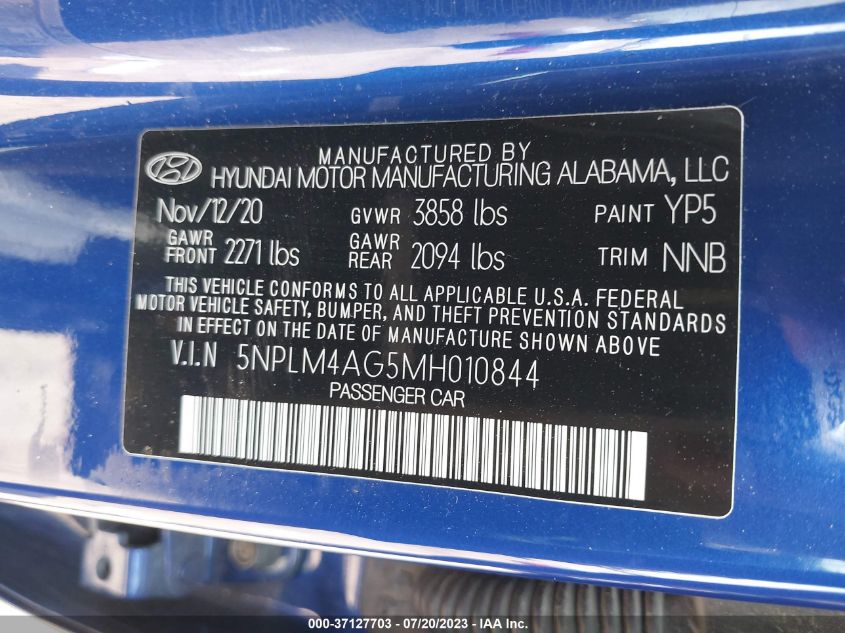 MANUFACTURED BY
HYUNDAI MOTOR MANUFACTURING ALABAMA, LLC
Nov/12/20 GVWR 3858 lbs PAINT YP5
GAWR FRONT 2271 lbs GAWR REAR 2094 lbs TRIM NNB
THIS VEHICLE CONFORMS TO ALL APPLICABLE U.S.A. FEDERAL
MOTOR VEHICLE SAFETY, BUMPER, AND THEFT PREVENTION STANDARDS
IN EFFECT ON THE DATE OF MANUFACTURE SHOWN ABOVE
V.I.N 5NPLM4AG5MH010844
PASSENGER CAR
000-37127703 - 07/20/2023 - IAA Inc.